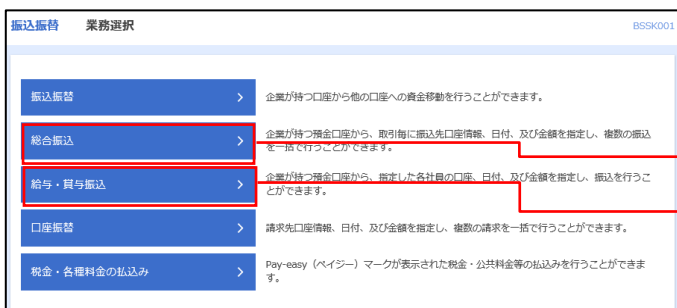 振込振替 業務選択 BSSK001
振込振替 企業が持つ口座から他の口座への資金移動を行うことができます。
総合振込 企業が持つ預金口座から、取引毎に振込先口座情報、日付、及び金額を指定し、複数の振込
を一括で行うことができます。
給与・賞与振込 企業が持つ預金口座から、指定した各社員の口座、日付、及び金額を指定し、振込を行うこ
とができます。
口座振替 請求先口座情報、日付、及び金額を指定し、複数の請求を一括で行うことができます。
税金・各種料金の払込み Pay-easy（ペイジー）マークが表示された税金・公共料金等の払込みを行うことができま
す。